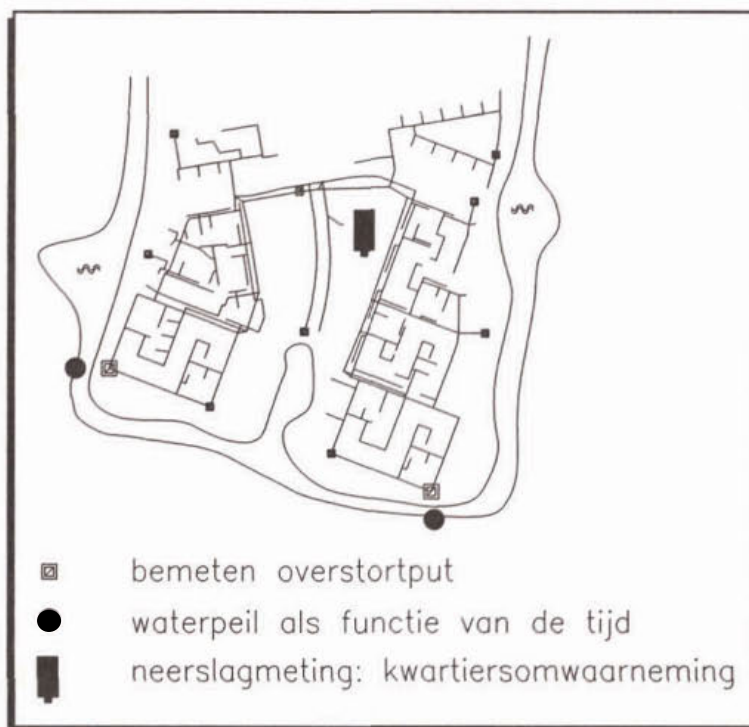 bemeten overstortput
waterpeil als functie van de tijd
neerslagmeting: kwartiersomwaarneming